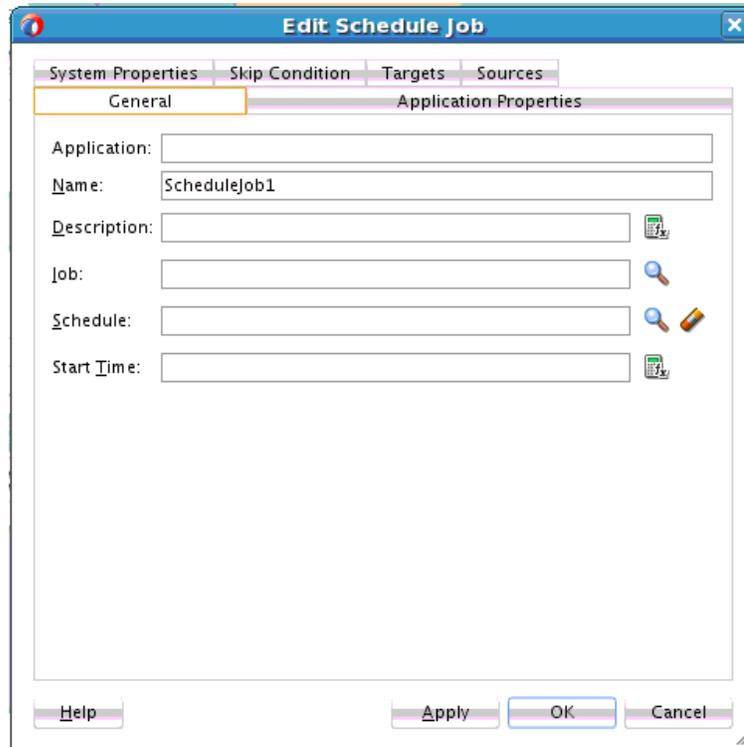 Edit Schedule Job
System Properties Skip Condition Targets Sources
General Application Properties
Application:
Name: ScheduleJob1
Description:
Job:
Schedule:
Start Time:
Help Apply OK Cancel